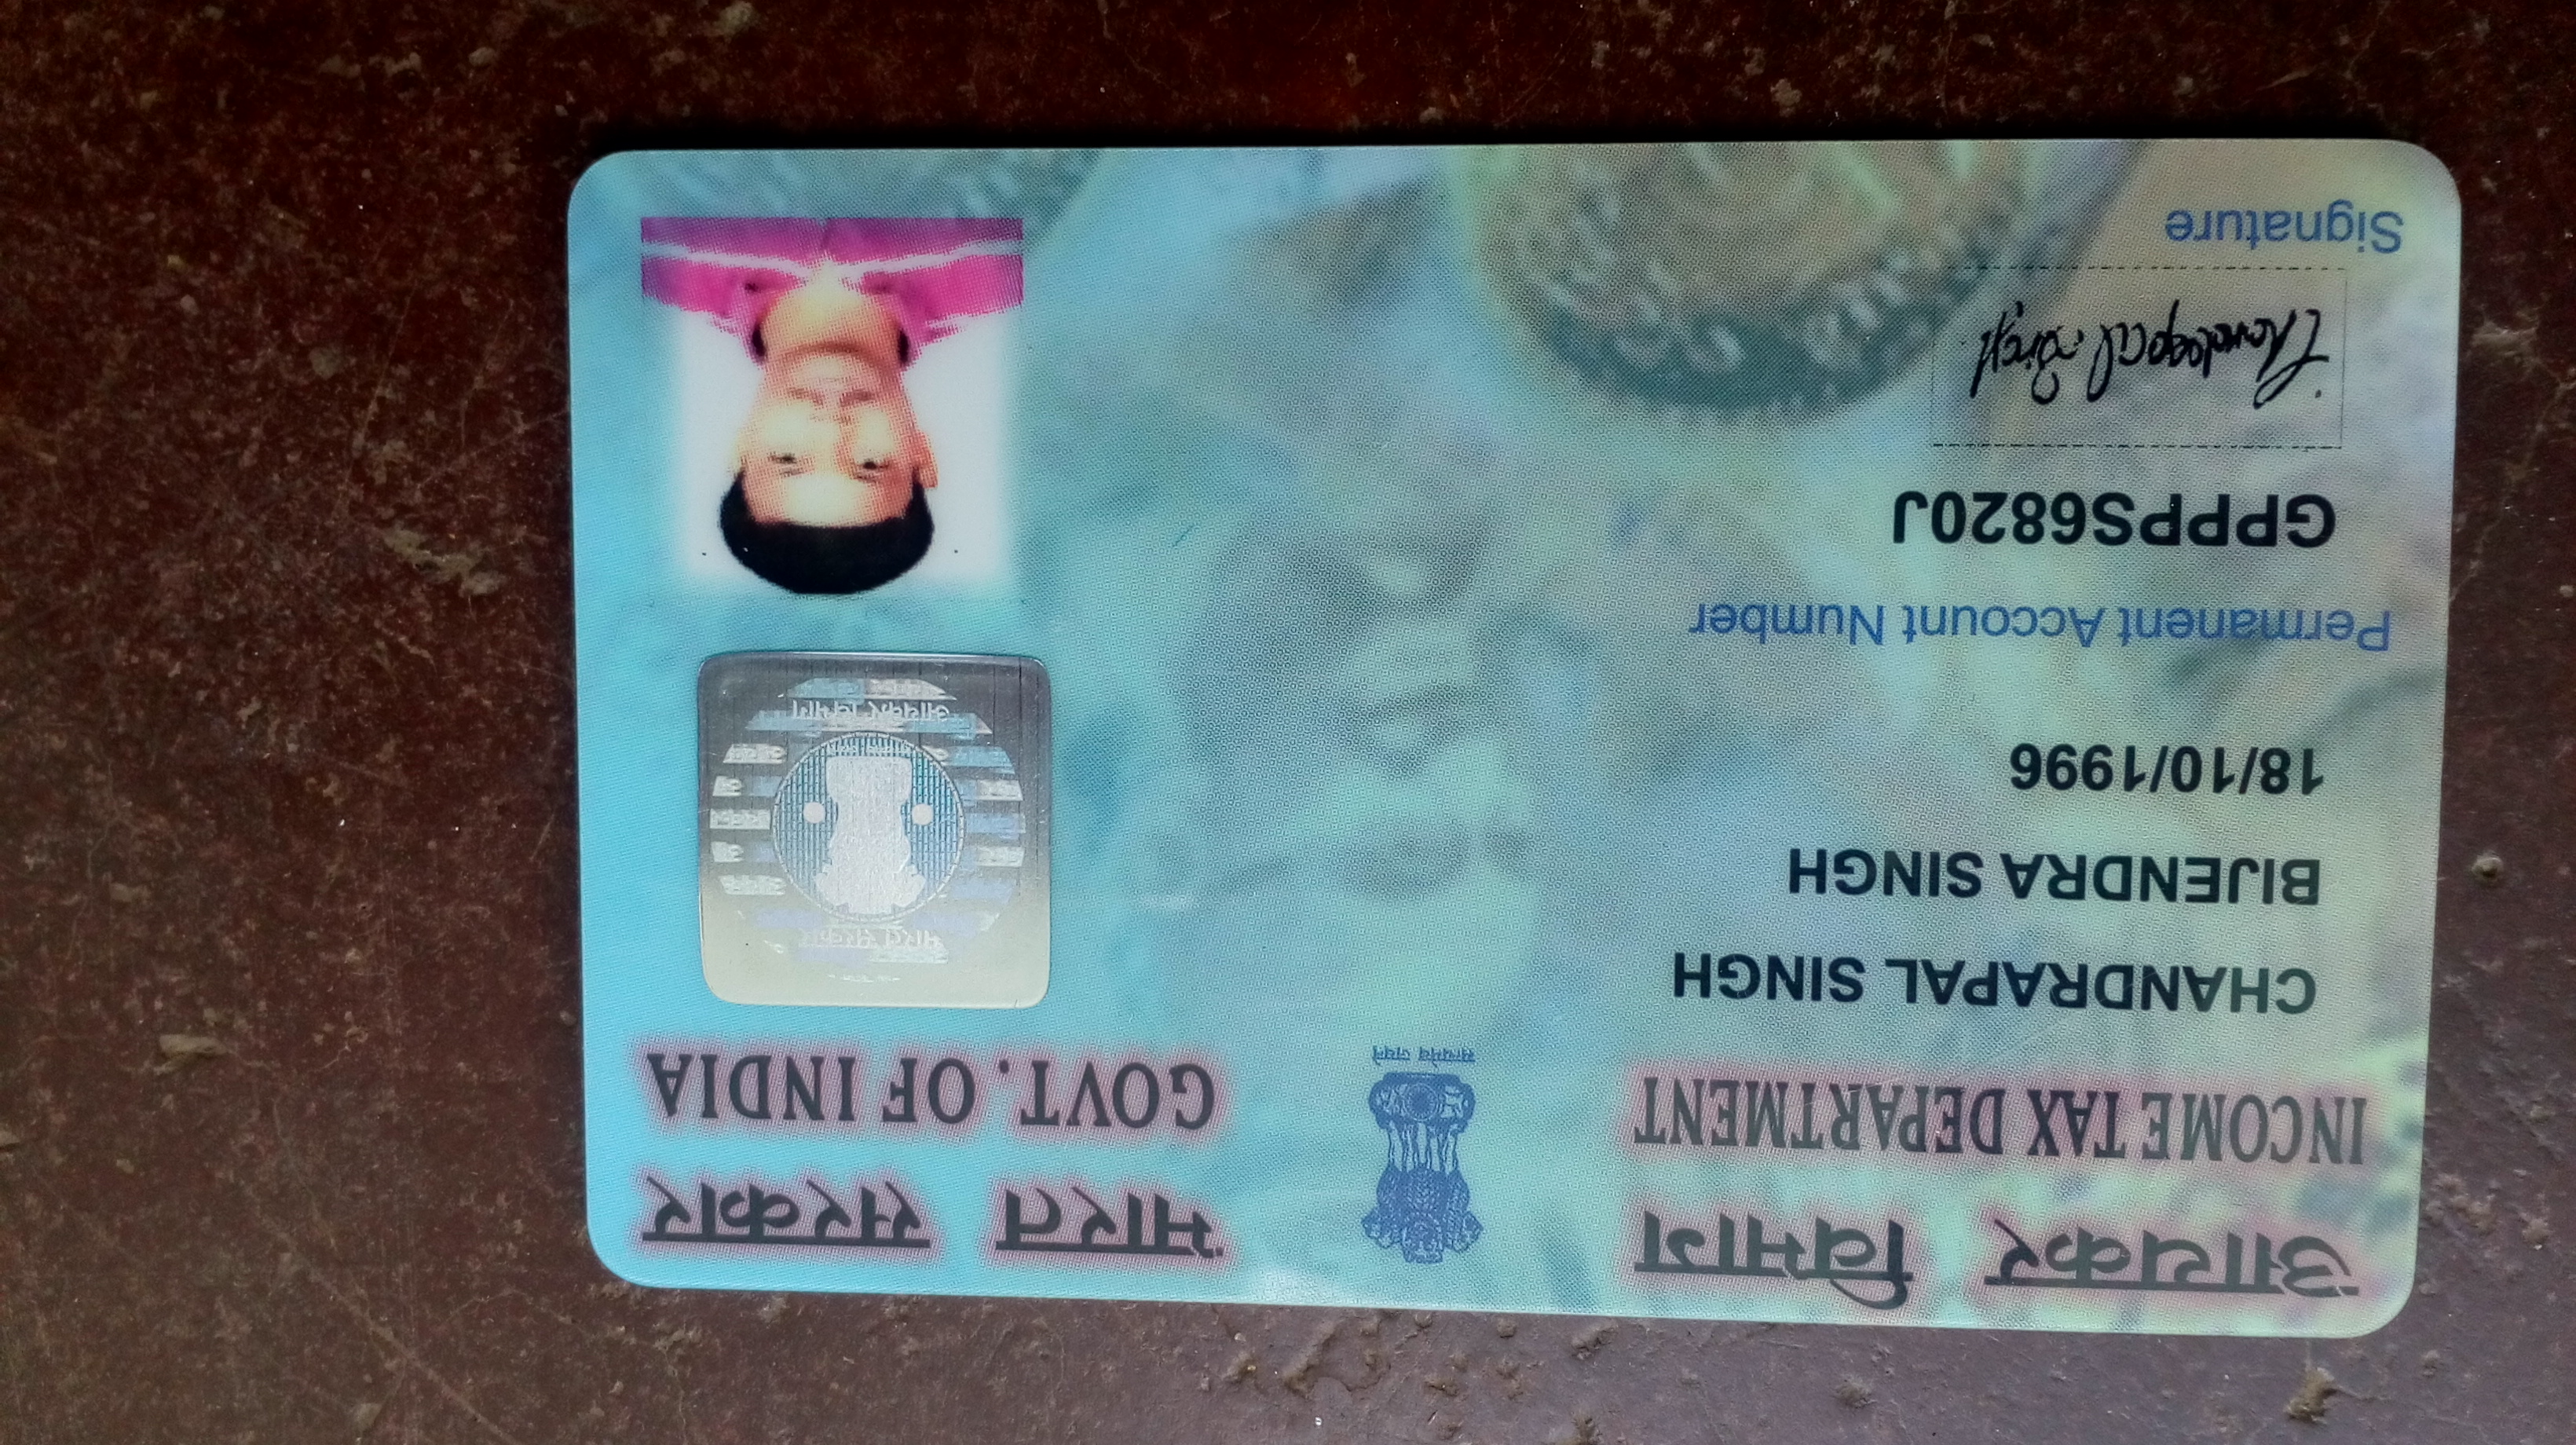 आयकर विभाग
INCOME TAX DEPARTMENT
सत्यमेव जयते
भारत सरकार
GOVT. OF INDIA
CHANDRAPAL SINGH
BIJENDRA SINGH
18/10/1996
Permanent Account Number
GPPPS6820J
Chandrapal Singh
Signature
भारत सरकार
आयकर विभाग